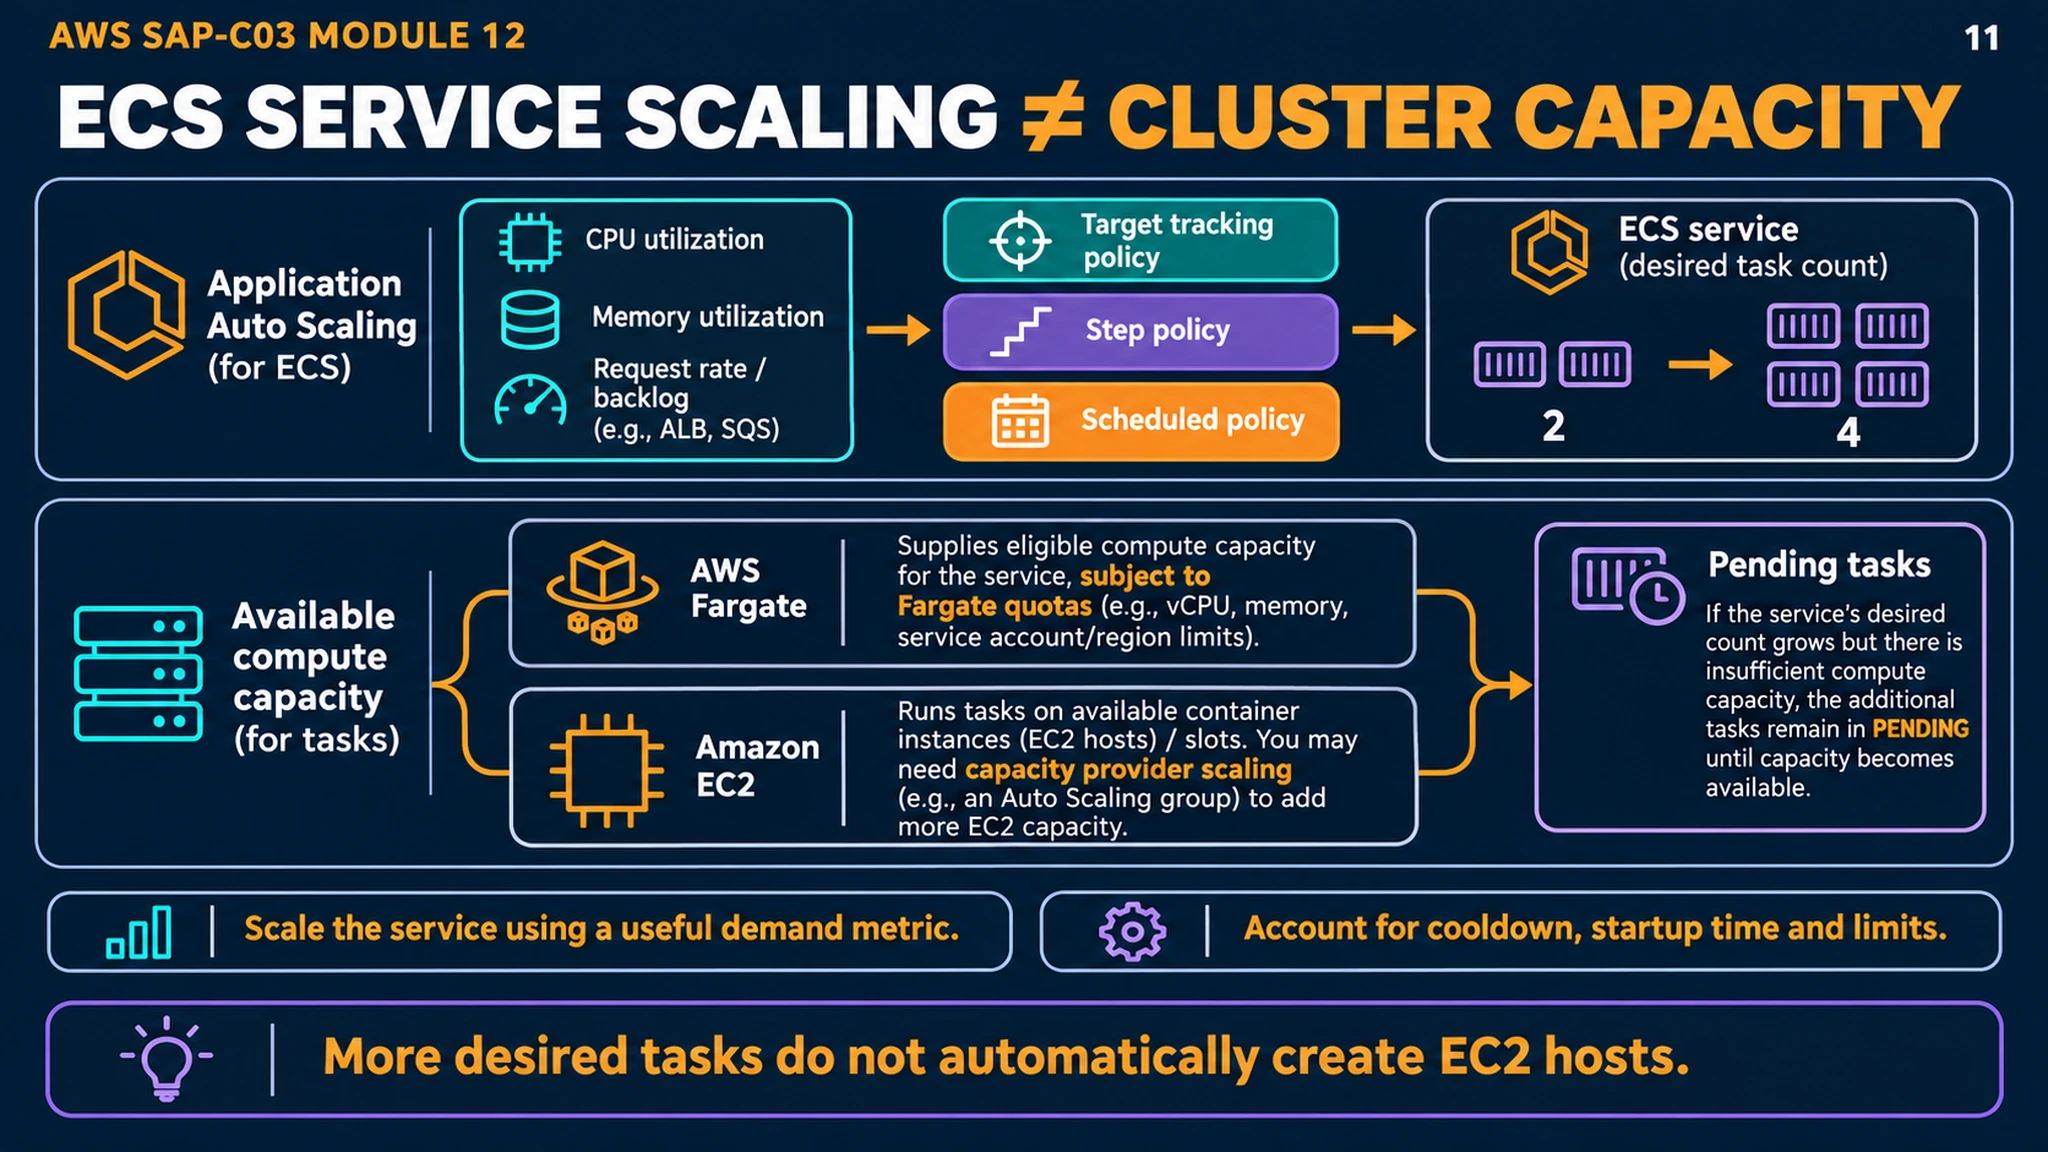 AWS SAP-C03 MODULE 12
11
ECS SERVICE SCALING ≠ CLUSTER CAPACITY
Application
Auto Scaling
(for ECS)
CPU utilization
Memory utilization
Request rate /
backlog
(e.g., ALB, SQS)
Target tracking
policy
Step policy
Scheduled policy
ECS service
(desired task count)
2
4
Available
compute
capacity
(for tasks)
AWS
Fargate
Supplies eligible compute capacity
for the service, subject to
Fargate quotas (e.g., vCPU, memory,
service account/region limits).
Amazon
EC2
Runs tasks on available container
instances (EC2 hosts) / slots. You may
need capacity provider scaling
(e.g., an Auto Scaling group) to add
more EC2 capacity.
Pending tasks
If the service's desired
count grows but there is
insufficient compute
capacity, the additional
tasks remain in PENDING
until capacity becomes
available.
Scale the service using a useful demand metric.
Account for cooldown, startup time and limits.
More desired tasks do not automatically create EC2 hosts.